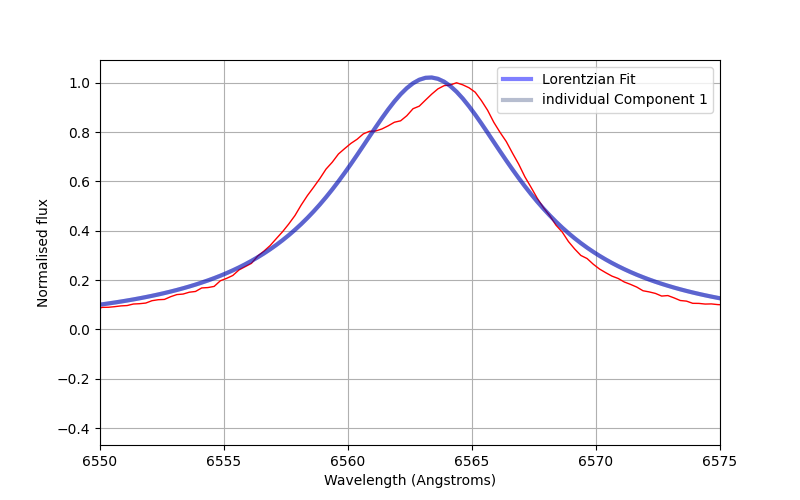 Lorentzian Fit
individual Component 1
1.0
0.8
0.6
0.4
0.2
0.0
−0.2
−0.4
Normalised flux
6550 6555 6560 6565 6570 6575
Wavelength (Angstroms)